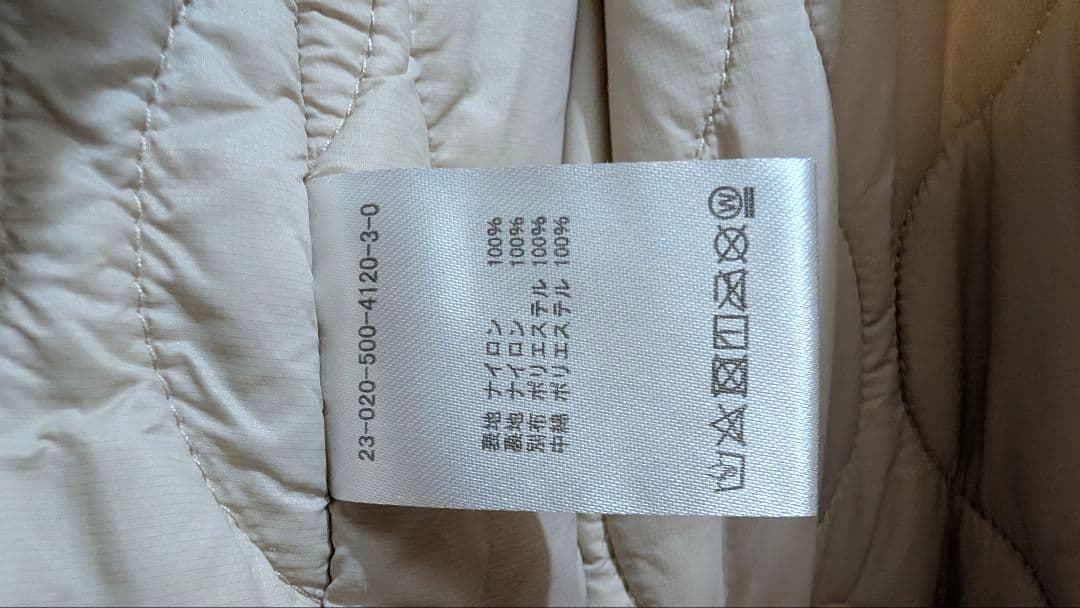 23-020-500-4120-3-0
表地 ナイロン 100%
裏地 ナイロン 100%
別布 ポリエステル 100%
中綿 ポリエステル 100%
W